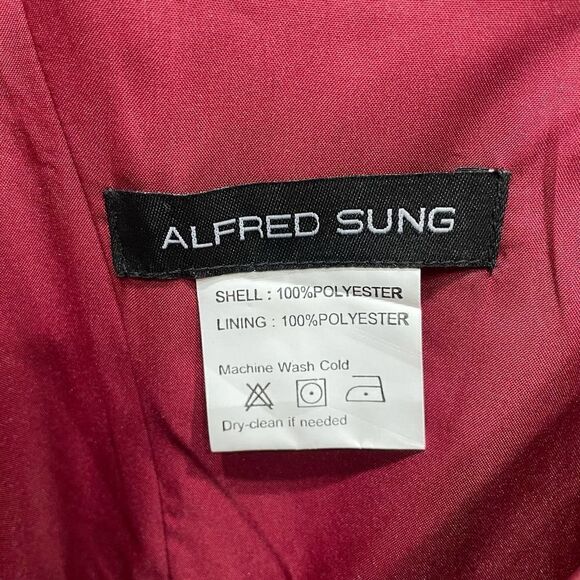 ALFRED SUNG
SHELL : 100%POLYESTER
LINING : 100%POLYESTER
Machine Wash Cold
Dry-clean if needed